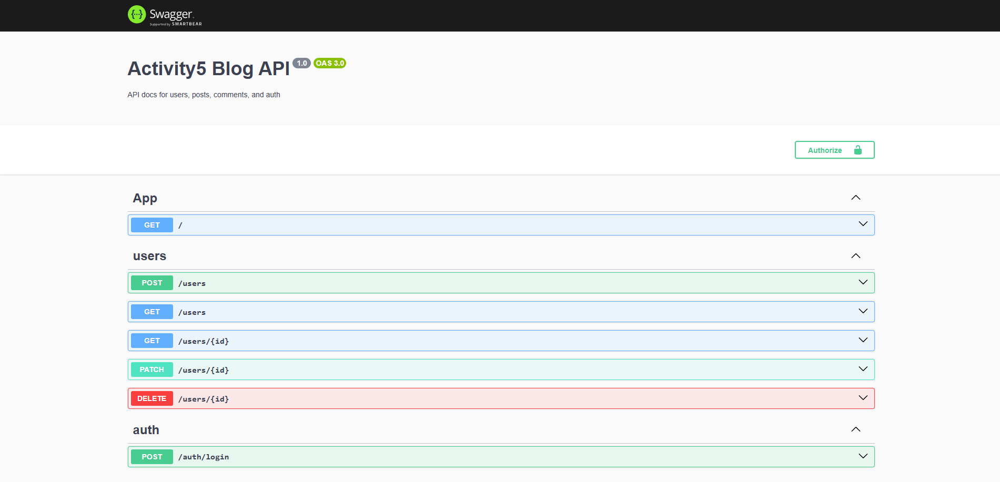 Swagger
Supported by SMARTBEAR
Activity5 Blog API 1.0 OAS 3.0
API docs for users, posts, comments, and auth
Authorize
App
GET /
users
POST /users
GET /users
GET /users/{id}
PATCH /users/{id}
DELETE /users/{id}
auth
POST /auth/login